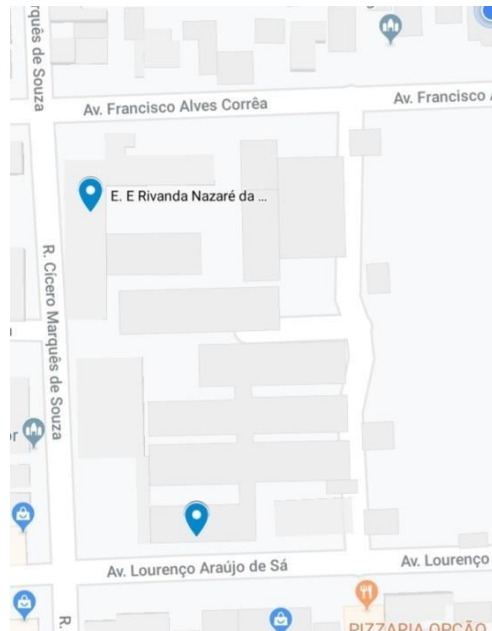 rquês de Souza
Av. Francisco Alves Corrêa
Av. Francisco
E. E Rivanda Nazaré da ...
R. Cícero Marquês de Souza
or
Av. Lourenço Araújo de Sá
Av. Lourenço
R.
PIZZARIA OPÇÃO